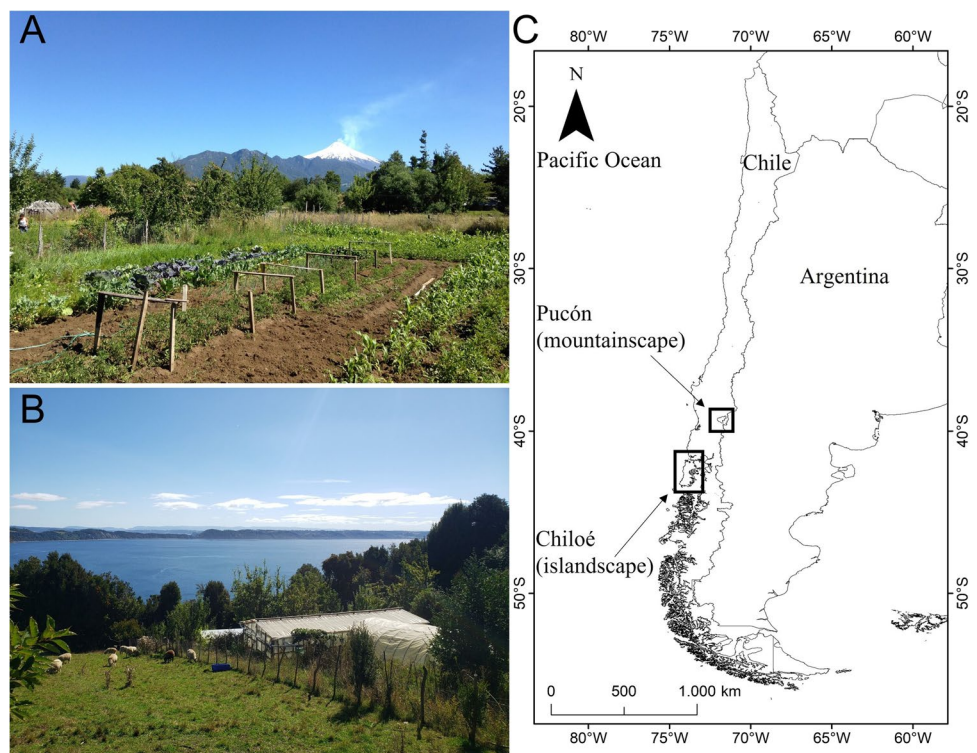 A
B
C
80°W 75°W 70°W 65°W 60°W
20°S
30°S
40°S
50°S
N
Pacific Ocean
Chile
Argentina
Pucón
(mountainscape)
Chiloé
(islandscape)
0 500 1.000 km
80°W 75°W 70°W 65°W 60°W
20°S
30°S
40°S
50°S